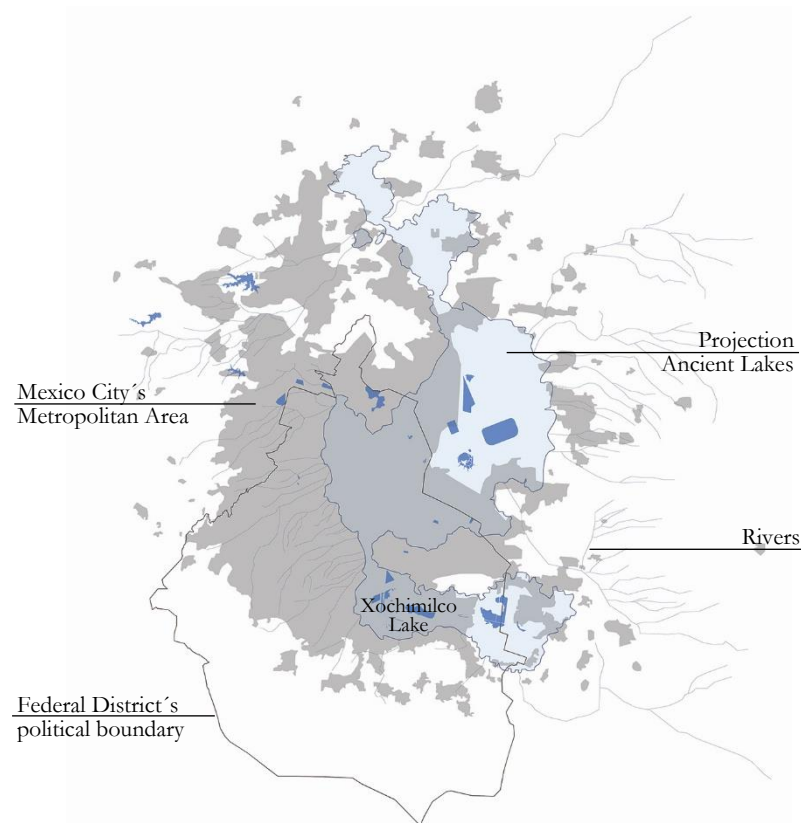 Projection
Ancient Lakes
Mexico City´s
Metropolitan Area
Rivers
Xochimilco
Lake
Federal District´s
political boundary